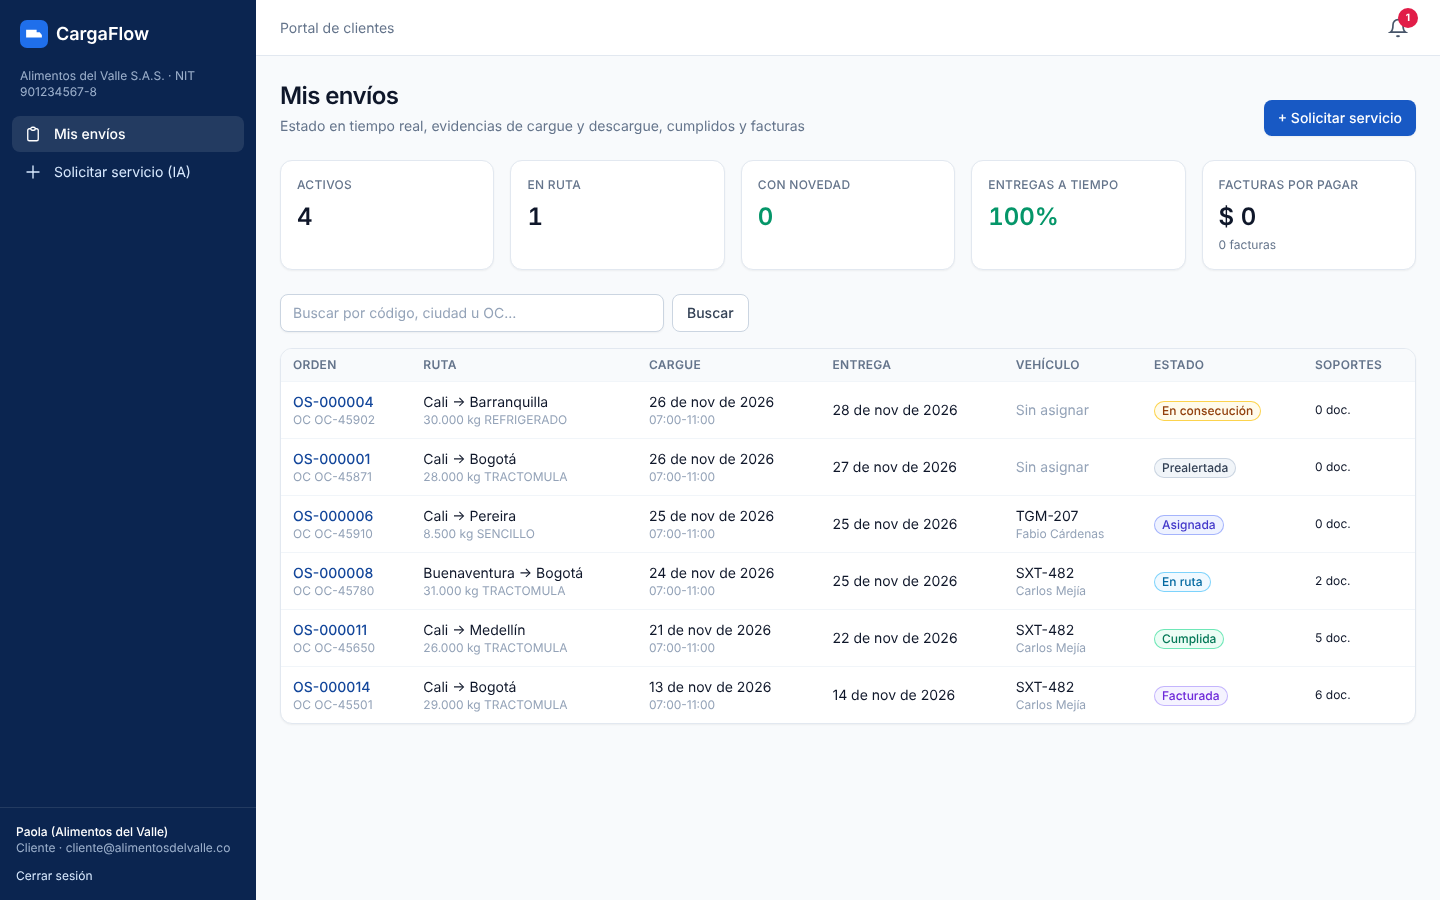 CargaFlow
Alimentos del Valle S.A.S. · NIT
901234567-8
Mis envíos
Solicitar servicio (IA)
Paola (Alimentos del Valle)
Cliente · cliente@alimentosdelvalle.co
Cerrar sesión
Portal de clientes
1
Mis envíos
Estado en tiempo real, evidencias de cargue y descargue, cumplidos y facturas
+ Solicitar servicio
ACTIVOS
4
EN RUTA
1
CON NOVEDAD
0
ENTREGAS A TIEMPO
100%
FACTURAS POR PAGAR
$ 0
0 facturas
Buscar por código, ciudad u OC...
Buscar
ORDEN RUTA CARGUE ENTREGA VEHÍCULO ESTADO SOPORTES
OS-000004 Cali → Barranquilla 26 de nov de 2026 28 de nov de 2026 Sin asignar En consecución 0 doc.
OC OC-45902 30.000 kg REFRIGERADO 07:00-11:00
OS-000001 Cali → Bogotá 26 de nov de 2026 27 de nov de 2026 Sin asignar Prealertada 0 doc.
OC OC-45871 28.000 kg TRACTOMULA 07:00-11:00
OS-000006 Cali → Pereira 25 de nov de 2026 25 de nov de 2026 TGM-207 Asignada 0 doc.
OC OC-45910 8.500 kg SENCILLO 07:00-11:00 Fabio Cárdenas
OS-000008 Buenaventura → Bogotá 24 de nov de 2026 25 de nov de 2026 SXT-482 En ruta 2 doc.
OC OC-45780 31.000 kg TRACTOMULA 07:00-11:00 Carlos Mejía
OS-000011 Cali → Medellín 21 de nov de 2026 22 de nov de 2026 SXT-482 Cumplida 5 doc.
OC OC-45650 26.000 kg TRACTOMULA 07:00-11:00 Carlos Mejía
OS-000014 Cali → Bogotá 13 de nov de 2026 14 de nov de 2026 SXT-482 Facturada 6 doc.
OC OC-45501 29.000 kg TRACTOMULA 07:00-11:00 Carlos Mejía